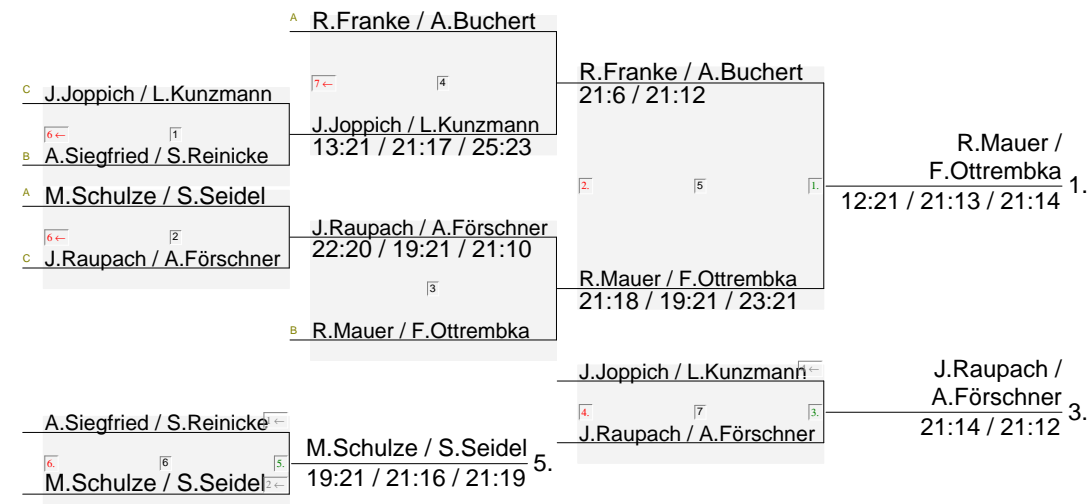 A R.Franke / A.Buchert
7 ←
4
R.Franke / A.Buchert
21:6 / 21:12
C J.Joppich / L.Kunzmann
6 ←
1
B A.Siegfried / S.Reinicke
J.Joppich / L.Kunzmann
13:21 / 21:17 / 25:23
R.Mauer /
F.Ottrembka 1.
12:21 / 21:13 / 21:14
2.
5
1.
A M.Schulze / S.Seidel
6 ←
2
C J.Raupach / A.Förschner
J.Raupach / A.Förschner
22:20 / 19:21 / 21:10
3
B R.Mauer / F.Ottrembka
R.Mauer / F.Ottrembka
21:18 / 19:21 / 23:21
J.Joppich / L.Kunzmann
4.
7
3.
J.Raupach / A.Förschner
J.Raupach /
A.Förschner 3.
21:14 / 21:12
A.Siegfried / S.Reinicke 1 ←
6.
6
5.
M.Schulze / S.Seidel 2 ←
M.Schulze / S.Seidel 5.
19:21 / 21:16 / 21:19